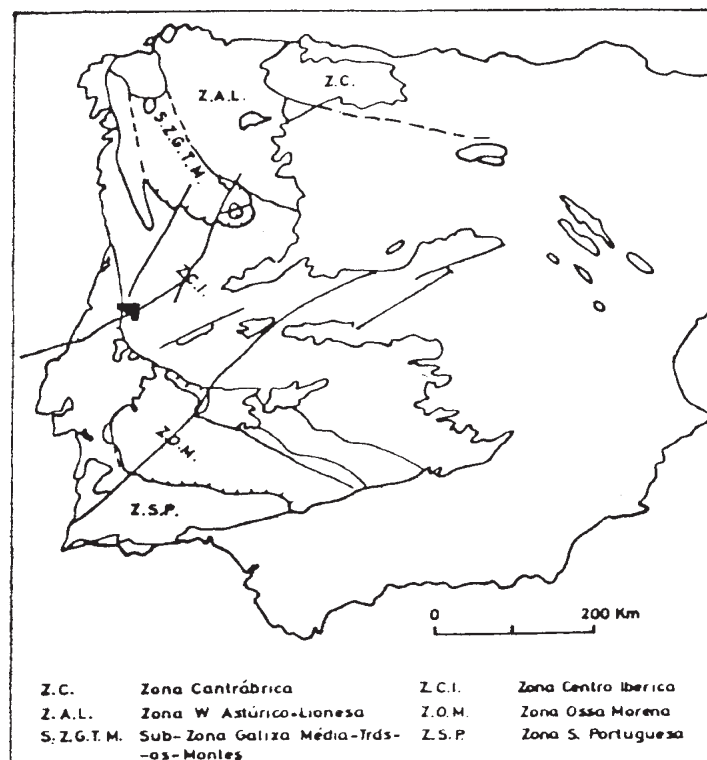 Z.C.
Z.A.L.
S.Z.G.T.M.
Z.C.I.
Z.O.M.
Z.S.P.
0 200 Km
Z.C. Zona Cantrábrica
Z.A.L. Zona W Astúrico-Lionesa
S.Z.G.T.M. Sub-Zona Galiza Média-Trás-
-os-Montes
Z.C.I. Zona Centro Iberica
Z.O.M. Zona Ossa Morena
Z.S.P. Zona S. Portuguesa